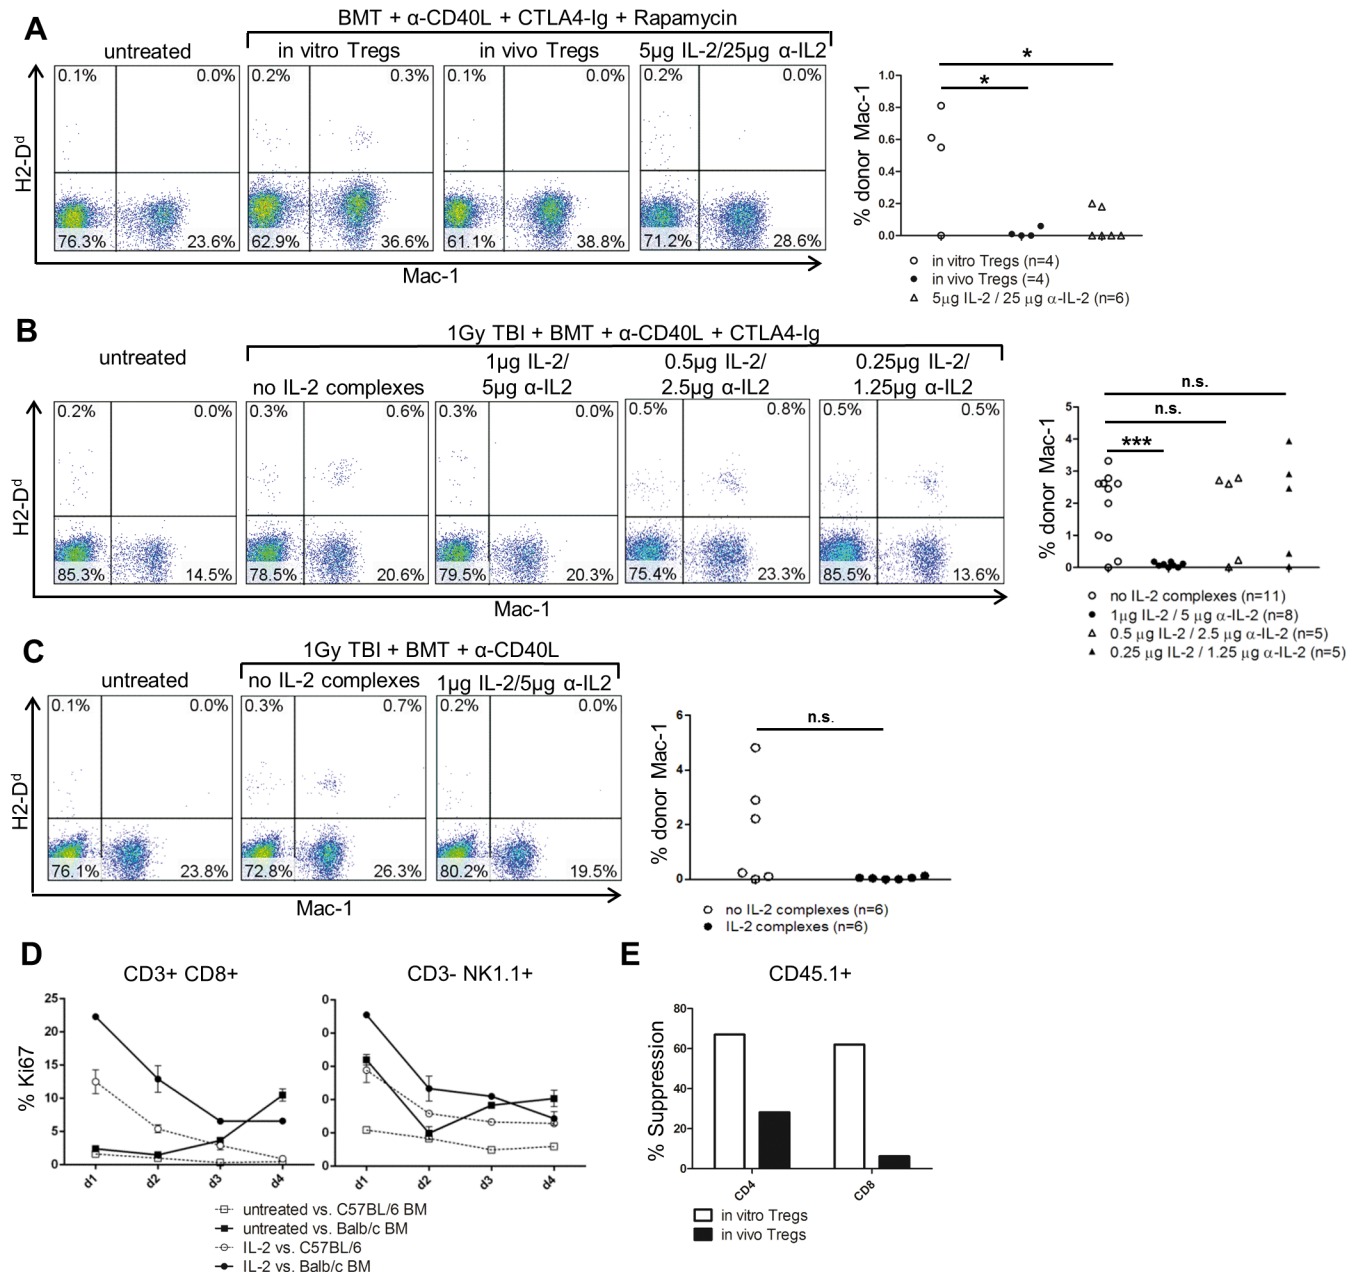 A
BMT + α-CD40L + CTLA4-Ig + Rapamycin
untreated
in vitro Tregs
in vivo Tregs
5µg IL-2/25µg α-IL2
0.1%
0.0%
0.2%
0.3%
0.1%
0.0%
0.2%
0.0%
76.3%
23.6%
62.9%
36.6%
61.1%
38.8%
71.2%
28.6%
H2-Dᵈ
Mac-1
*
*
% donor Mac-1
1.0
0.8
0.6
0.4
0.2
0.0
in vitro Tregs (n=4)
in vivo Tregs (=4)
5µg IL-2 / 25 µg α-IL-2 (n=6)
B
1Gy TBI + BMT + α-CD40L + CTLA4-Ig
untreated
no IL-2 complexes
1µg IL-2/
5µg α-IL2
0.5µg IL-2/
2.5µg α-IL2
0.25µg IL-2/
1.25µg α-IL2
0.2%
0.0%
0.3%
0.6%
0.3%
0.0%
0.5%
0.8%
0.5%
0.5%
85.3%
14.5%
78.5%
20.6%
79.5%
20.3%
75.4%
23.3%
85.5%
13.6%
H2-Dᵈ
Mac-1
n.s.
n.s.
***
% donor Mac-1
5
4
3
2
1
0
no IL-2 complexes (n=11)
1µg IL-2 / 5 µg α-IL-2 (n=8)
0.5 µg IL-2 / 2.5 µg α-IL-2 (n=5)
0.25 µg IL-2 / 1.25 µg α-IL-2 (n=5)
C
1Gy TBI + BMT + α-CD40L
untreated
no IL-2 complexes
1µg IL-2/5µg α-IL2
0.1%
0.0%
0.3%
0.7%
0.2%
0.0%
76.1%
23.8%
72.8%
26.3%
80.2%
19.5%
H2-Dᵈ
Mac-1
n.s.
% donor Mac-1
6
4
2
0
no IL-2 complexes (n=6)
IL-2 complexes (n=6)
D
CD3+ CD8+
CD3- NK1.1+
% Ki67
25
20
15
10
5
0
d1
d2
d3
d4
0
0
0
0
0
0
d1
d2
d3
d4
untreated vs. C57BL/6 BM
untreated vs. Balb/c BM
IL-2 vs. C57BL/6
IL-2 vs. Balb/c BM
E
CD45.1+
% Suppression
80
60
40
20
0
CD4
CD8
in vitro Tregs
in vivo Tregs